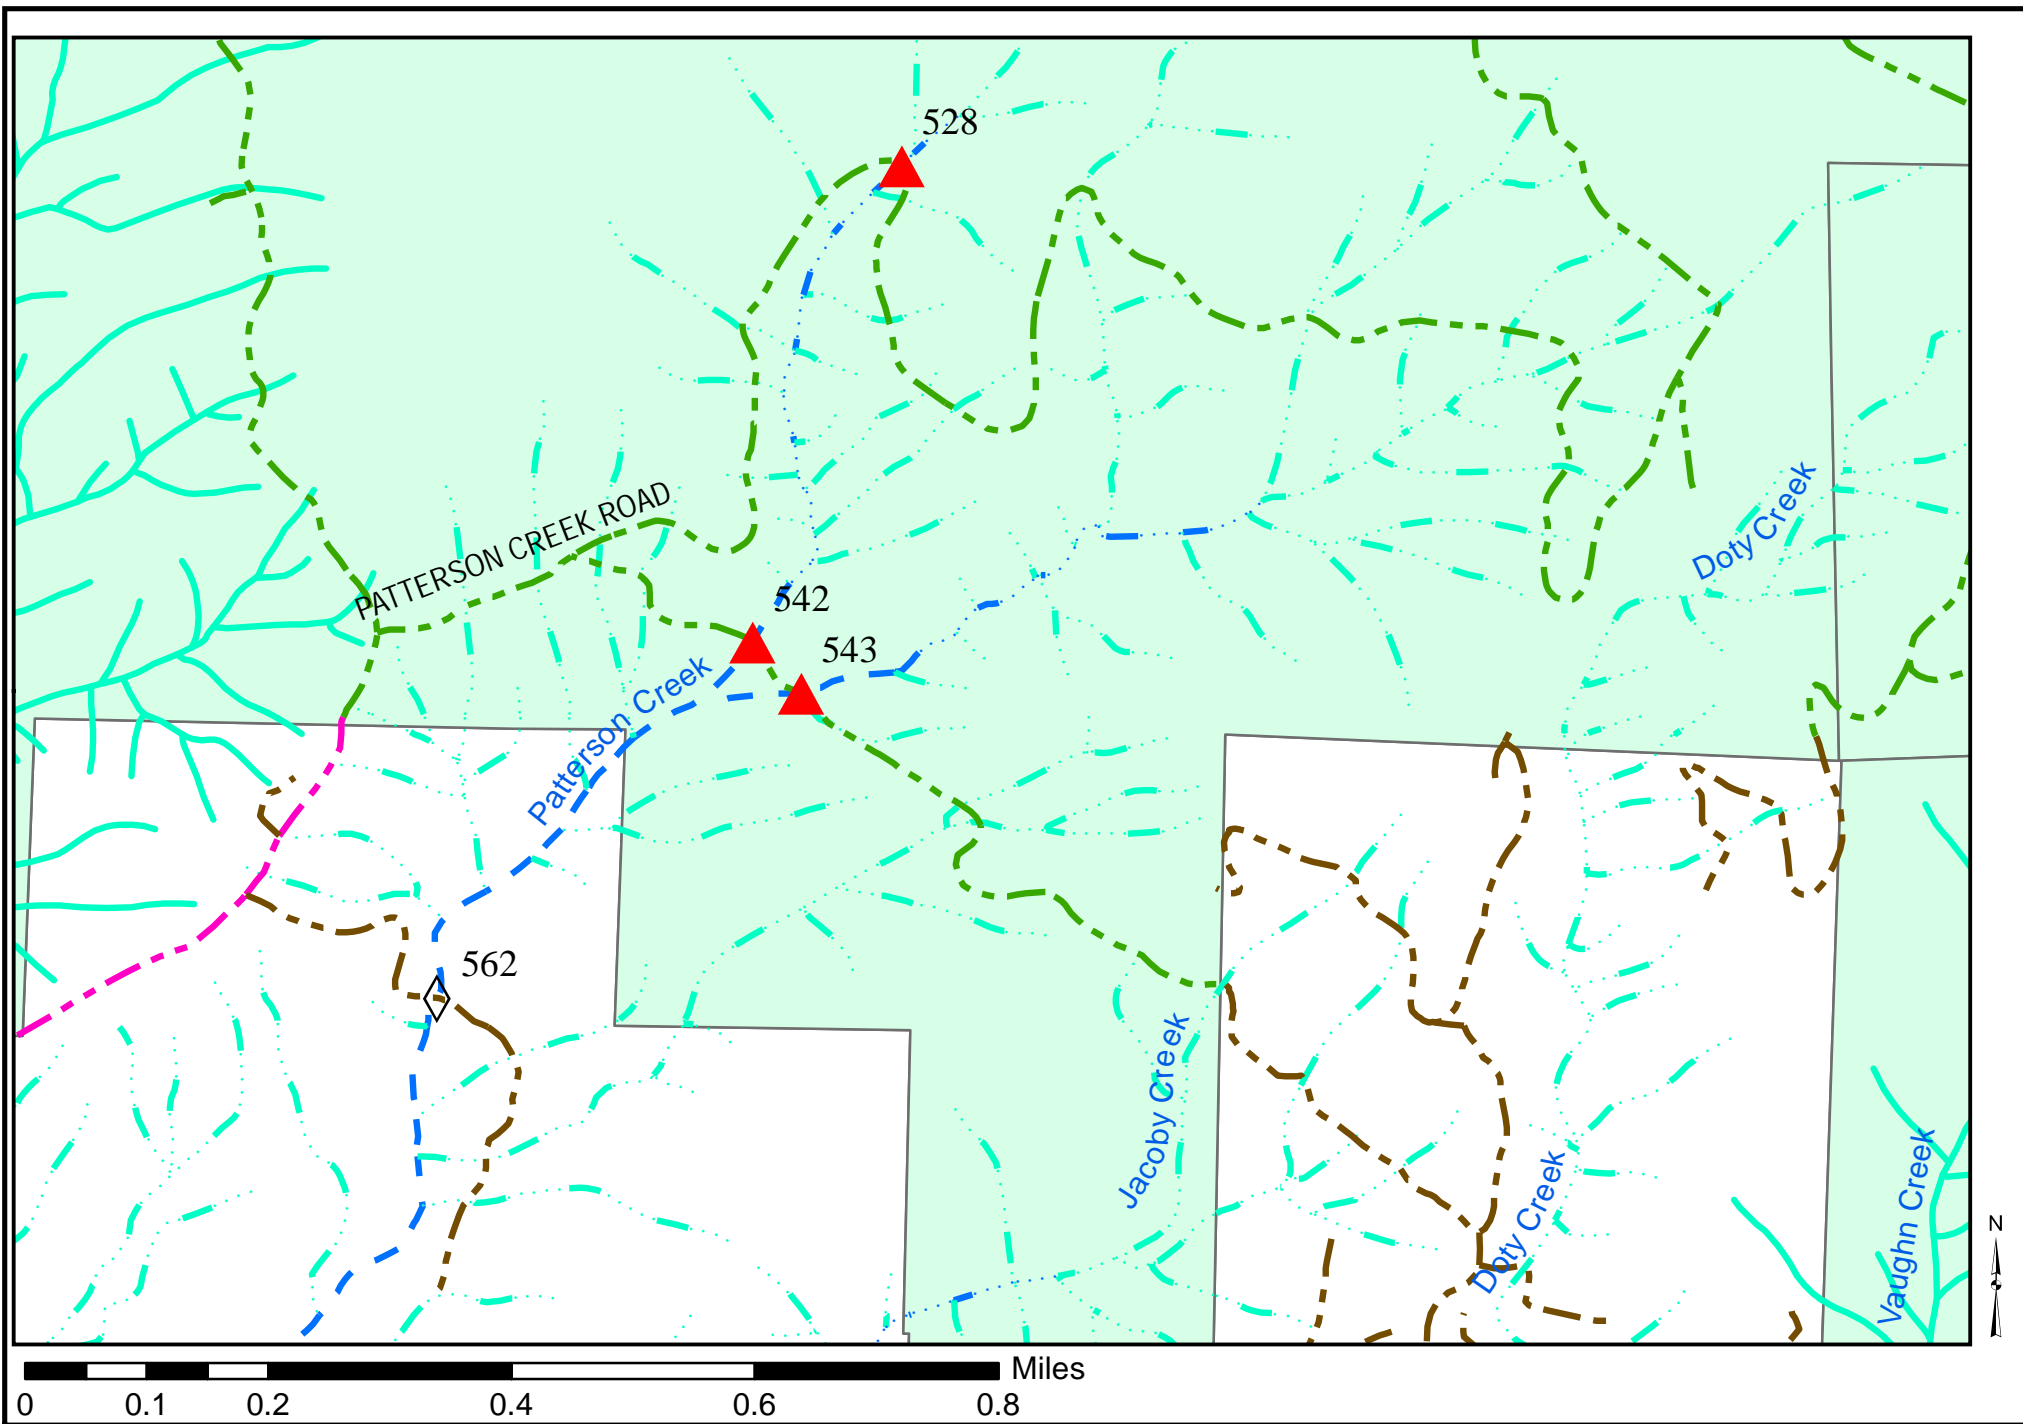 528
PATTERSON CREEK ROAD
Doty Creek
542
543
Patterson Creek
562
Jacoby Creek
Doty Creek
Vaughn Creek
N
Miles
0 0.1 0.2 0.4 0.6 0.8